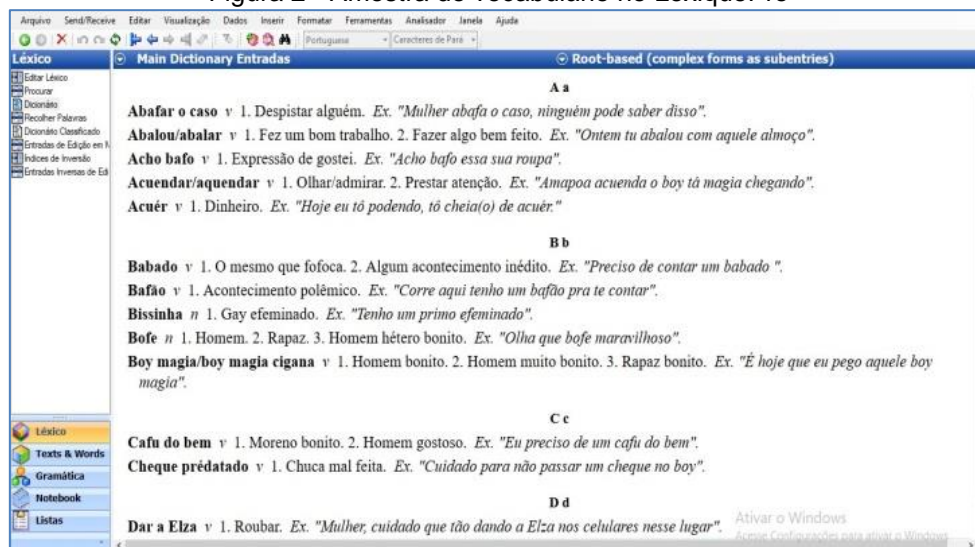 Arquivo Send/Receive Editar Visualização Dados Inserir Formatar Ferramentas Analisador Janela Ajuda
Portuguese Caracteres de Pará
Léxico
Main Dictionary Entradas Root-based (complex forms as subentries)
Editar Léxico
Procurar
Dicionário
Recolher Palavras
Dicionário Classificado
Entradas de Edição em
Índices de Inversão
Entradas Inversas de Edi
A a
Abafar o caso v 1. Despistar alguém. Ex. "Mulher abafa o caso, ninguém pode saber disso".
Abalou/abalar v 1. Fez um bom trabalho. 2. Fazer algo bem feito. Ex. "Ontem tu abalou com aquele almoço".
Acho bafo v 1. Expressão de gostei. Ex. "Acho bafo essa sua roupa".
Acuendar/aquendar v 1. Olhar/admirar. 2. Prestar atenção. Ex. "Amapoa acuenda o boy tá magia chegando".
Acuér v 1. Dinheiro. Ex. "Hoje eu tô podendo, tô cheia(o) de acuér."
B b
Babado v 1. O mesmo que fofoca. 2. Algum acontecimento inédito. Ex. "Preciso de contar um babado ".
Bafão v 1. Acontecimento polêmico. Ex. "Corre aqui tenho um bafão pra te contar".
Bissinha n 1. Gay efeminado. Ex. "Tenho um primo efeminado".
Bofe n 1. Homem. 2. Rapaz. 3. Homem hétero bonito. Ex. "Olha que bofe maravilhoso".
Boy magia/boy magia cigana v 1. Homem bonito. 2. Homem muito bonito. 3. Rapaz bonito. Ex. "É hoje que eu pego aquele boy
magia".
C c
Cafu do bem v 1. Moreno bonito. 2. Homem gostoso. Ex. "Eu preciso de um cafu do bem".
Cheque prédatado v 1. Chuca mal feita. Ex. "Cuidado para não passar um cheque no boy".
D d
Dar a Elza v 1. Roubar. Ex. "Mulher, cuidado que tão dando a Elza nos celulares nesse lugar".
Léxico
Texts & Words
Gramática
Notebook
Listas
Ativar o Windows
Acesse Configurações para ativar o Windows